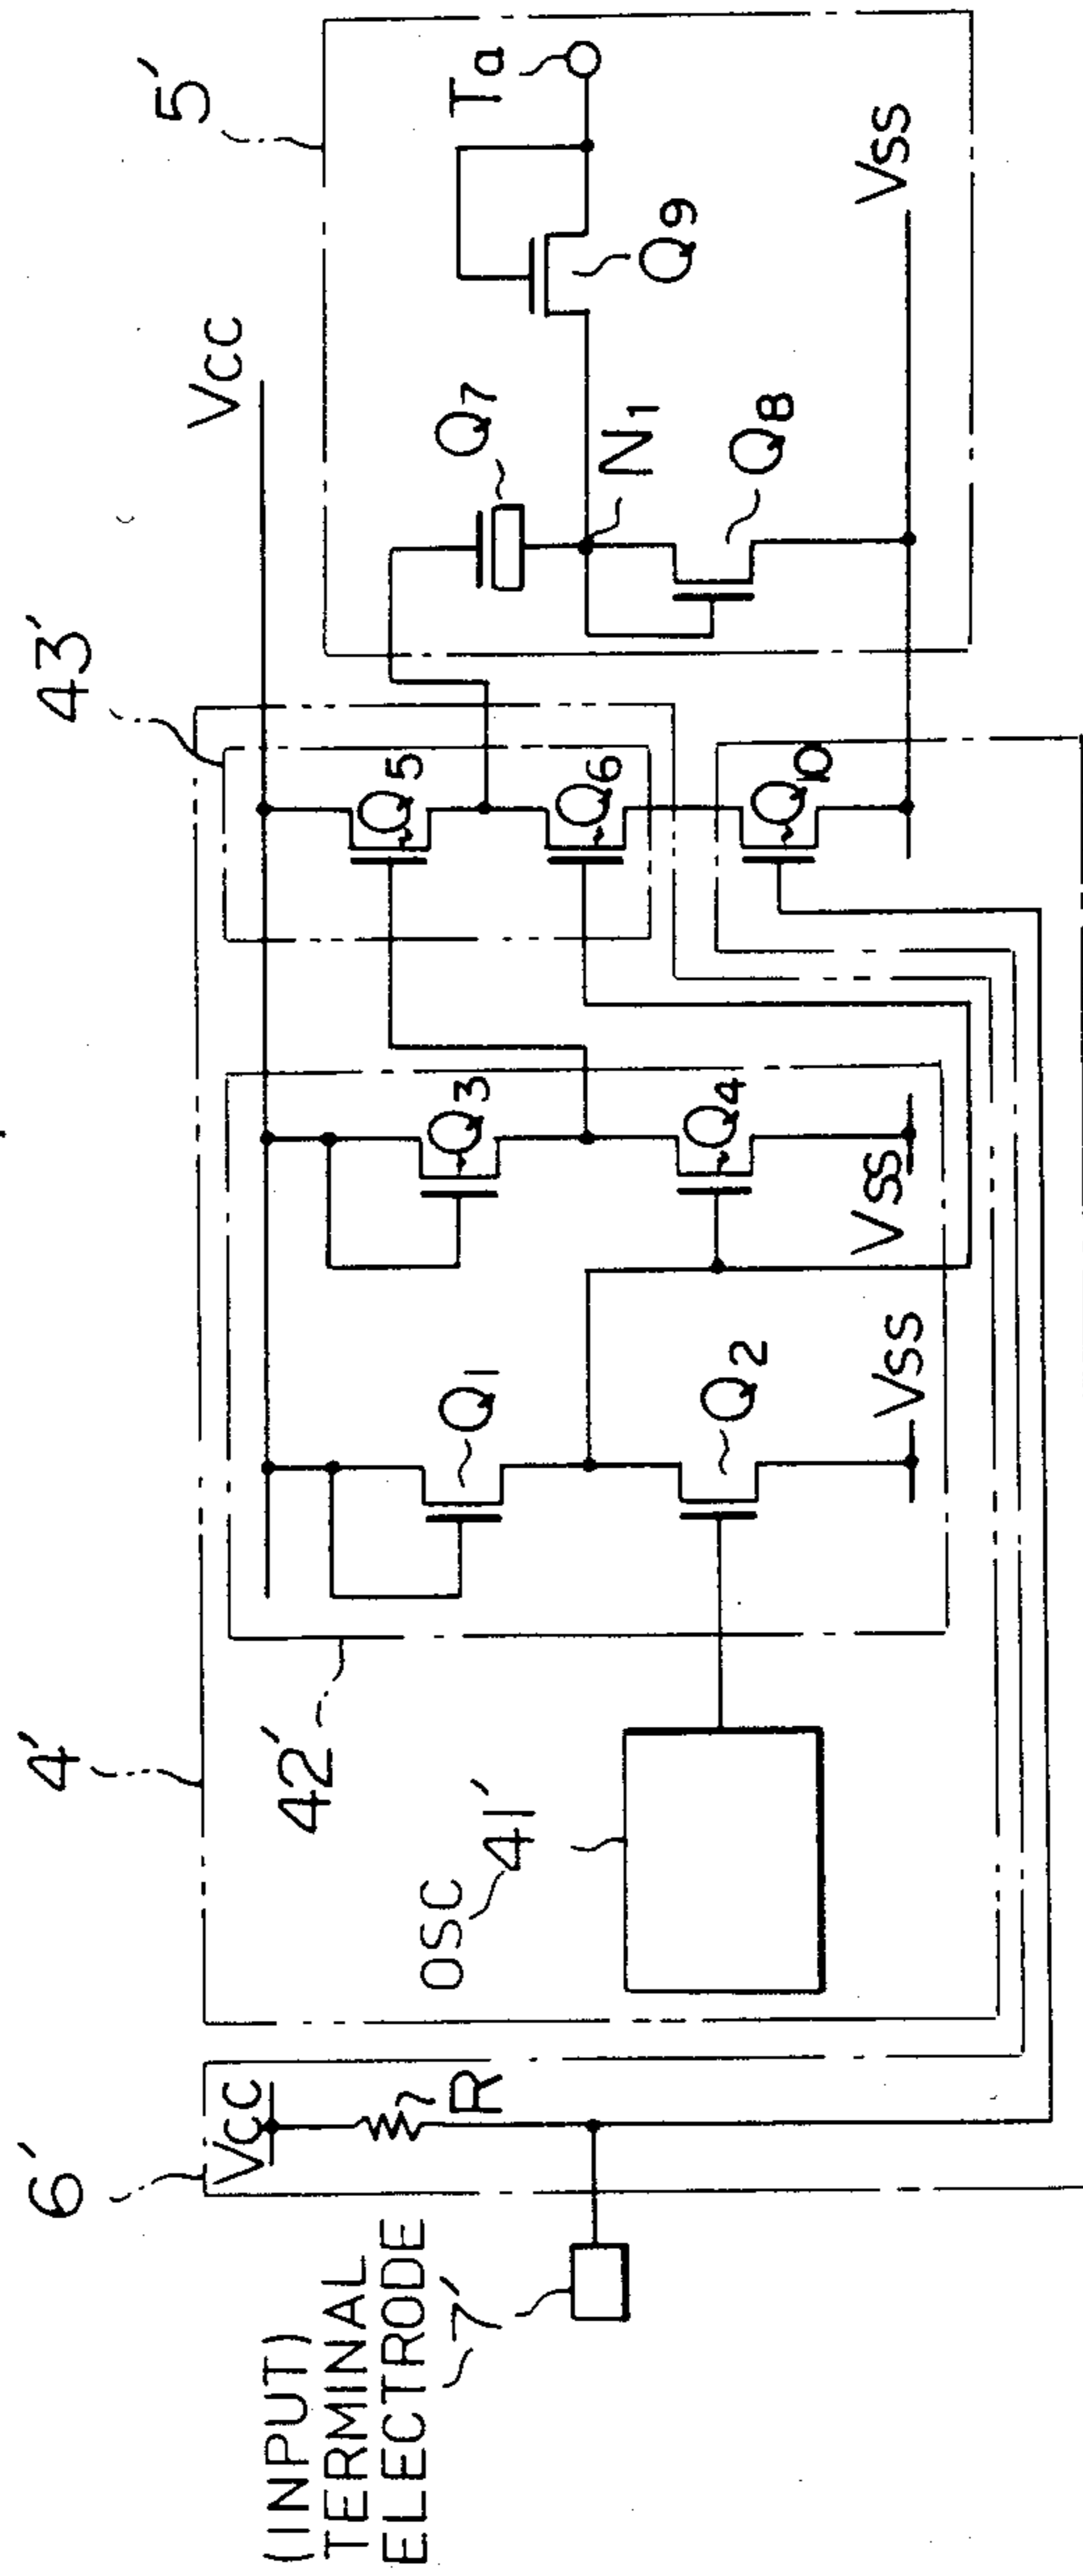 6'
4'
43'
5'
(INPUT)
TERMINAL
ELECTRODE
7'
VCC
R
OSC
41'
42'
Q1
Q2
VSS
Q3
Q4
VSS
Q5
Q6
Q10
VCC
Q7
N1
Q8
Q9
Ta
VSS